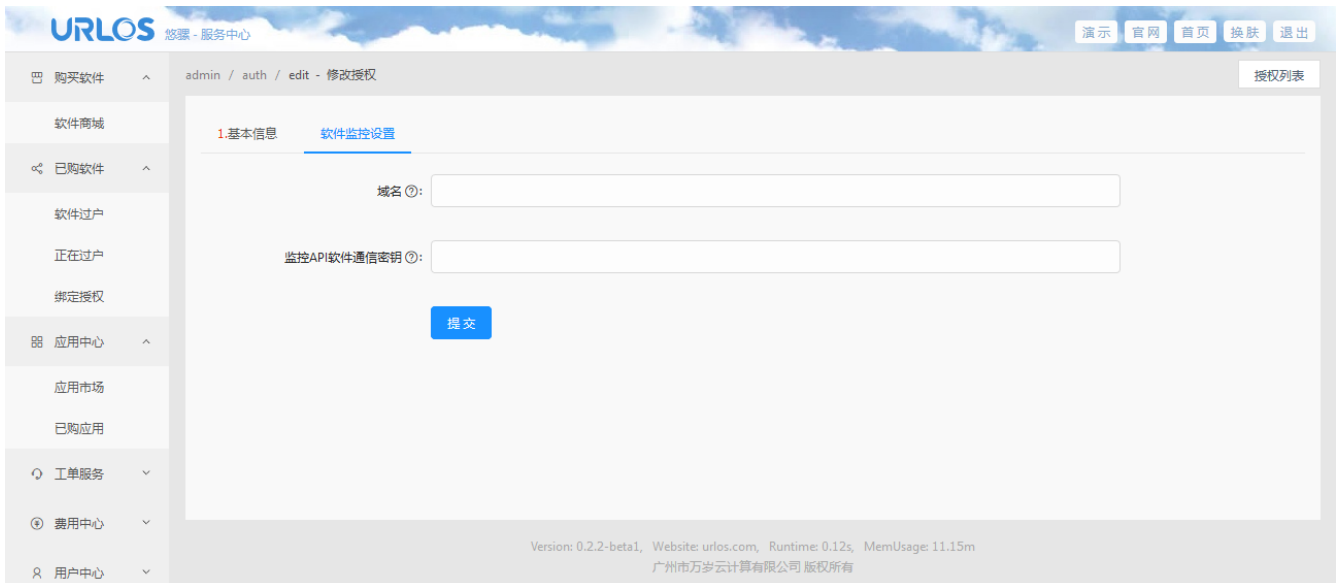 URLOS 悠骡 - 服务中心
演示 官网 首页 换肤 退出
购买软件
软件商城
已购软件
软件过户
正在过户
绑定授权
应用中心
应用市场
已购应用
工单服务
费用中心
用户中心
admin / auth / edit - 修改授权
授权列表
1.基本信息 软件监控设置
域名 ?:
监控API软件通信密钥 ?:
提交
Version: 0.2.2-beta1, Website: urlos.com, Runtime: 0.12s, MemUsage: 11.15m
广州市万岁云计算有限公司 版权所有